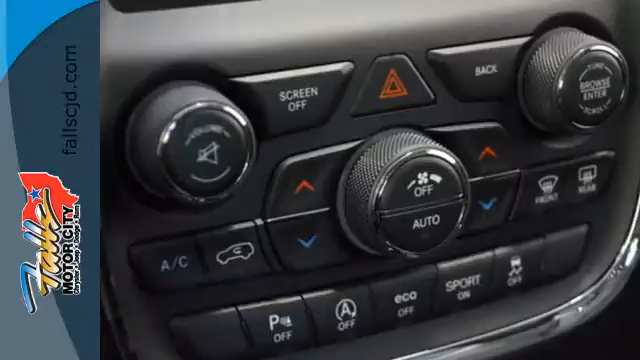 fallscjd.com
Falls
MOTORCITY
SCREEN
OFF
BACK
BROWSE
ENTER
OFF
AUTO
FRONT
REAR
A/C
P
OFF
A
OFF
eco
OFF
SPORT
ON
OFF